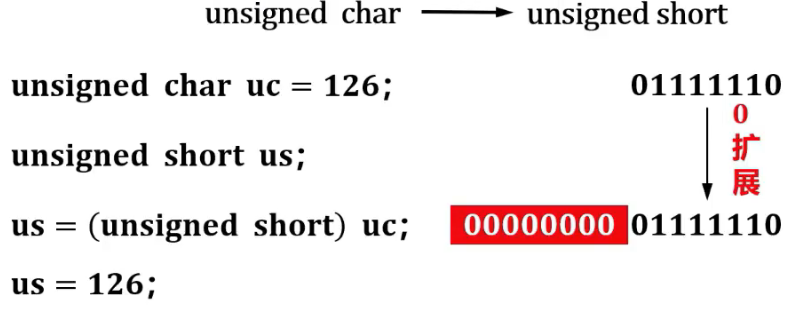 unsigned char → unsigned short
unsigned char uc = 126; 01111110
0扩展
unsigned short us;
us = (unsigned short) uc; 00000000 01111110
us = 126;